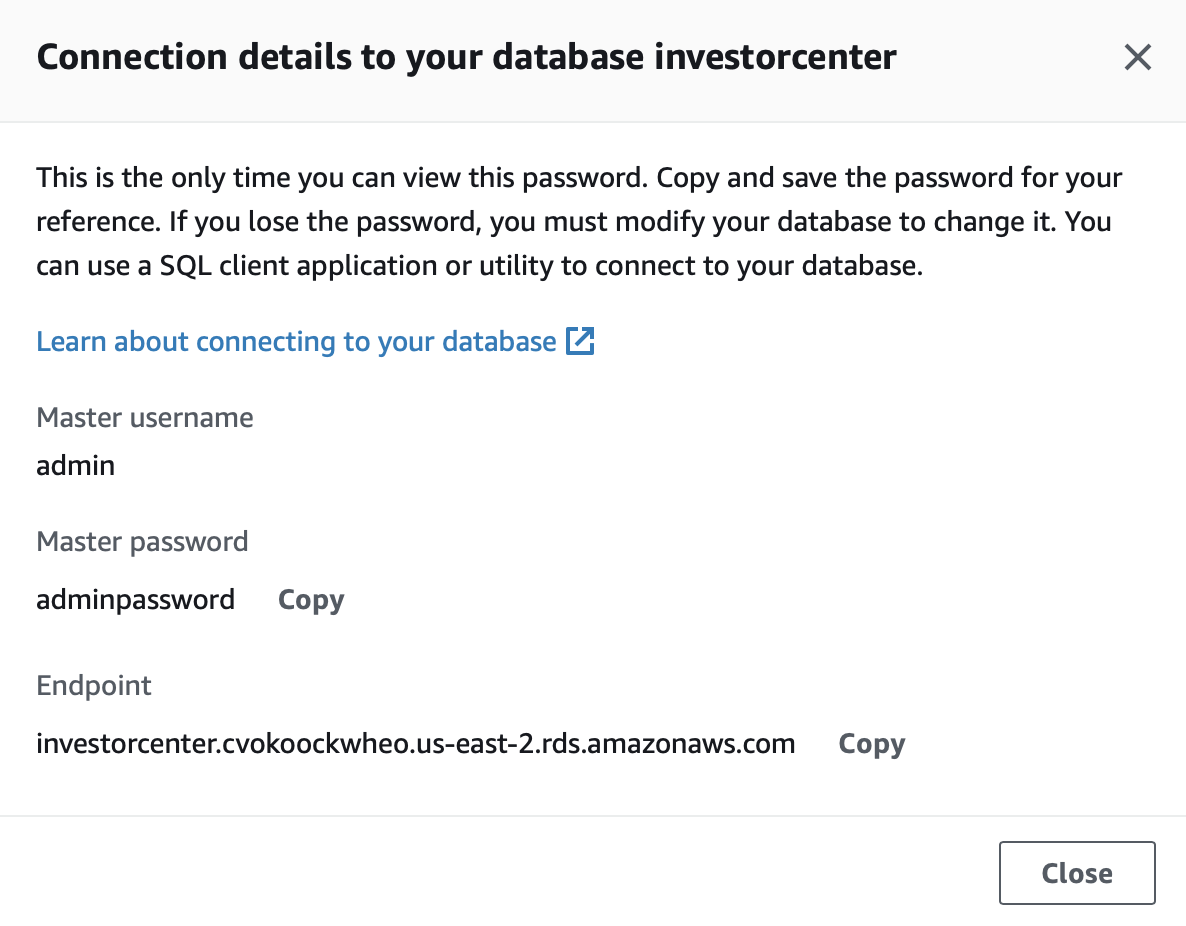 Connection details to your database investorcenter
This is the only time you can view this password. Copy and save the password for your
reference. If you lose the password, you must modify your database to change it. You
can use a SQL client application or utility to connect to your database.
Learn about connecting to your database
Master username
admin
Master password
adminpassword Copy
Endpoint
investorcenter.cvokoockwheo.us-east-2.rds.amazonaws.com Copy
Close